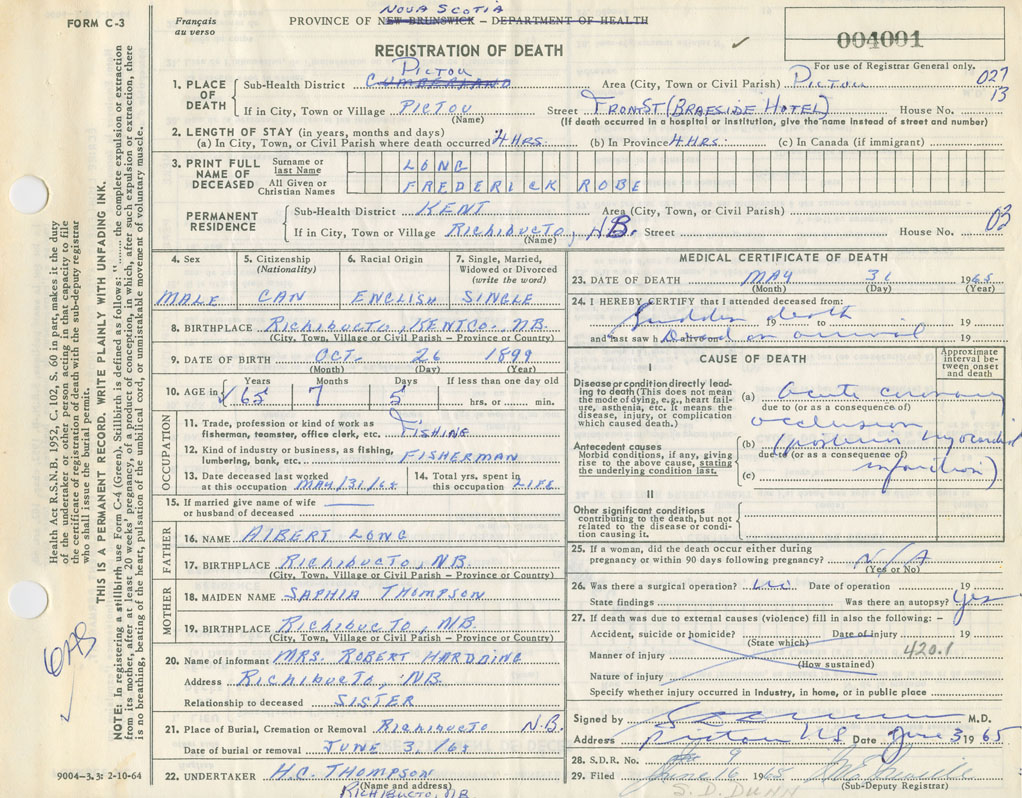 FORM C-3
Français
au verso
NOVA SCOTIA
PROVINCE OF NEW BRUNSWICK – DEPARTMENT OF HEALTH
REGISTRATION OF DEATH
004001
For use of Registrar General only.
027
13
1. PLACE OF DEATH
PICTOU
Sub-Health District CUMBERLAND Area (City, Town or Civil Parish) PICTOU
If in City, Town or Village PICTOU Street FRONT ST (BRAESIDE HOTEL) House No.
(Name) (If death occurred in a hospital or institution, give the name instead of street and number)
2. LENGTH OF STAY (in years, months and days)
(a) In City, Town, or Civil Parish where death occurred 4 HRS. (b) In Province 4 HRS. (c) In Canada (if immigrant)
3. PRINT FULL NAME OF DECEASED
Surname or last Name LONG
All Given or Christian Names FREDERICK ROBE
PERMANENT RESIDENCE
Sub-Health District KENT Area (City, Town, or Civil Parish)
If in City, Town or Village RICHIBUCTO, NB. Street House No. 03
(Name)
4. Sex MALE
5. Citizenship (Nationality) CAN
6. Racial Origin ENGLISH
7. Single, Married, Widowed or Divorced (write the word) SINGLE
8. BIRTHPLACE RICHIBUCTO, KENT CO. NB.
(City, Town, Village or Civil Parish – Province or Country)
9. DATE OF BIRTH OCT. 26 1899
(Month) (Day) (Year)
10. AGE in Years Months Days If less than one day old
65 7 5 hrs. or min.
OCCUPATION
11. Trade, profession or kind of work as fisherman, teamster, office clerk, etc. FISHING
12. Kind of industry or business, as fishing, lumbering, bank, etc. FISHERMAN
13. Date deceased last worked at this occupation MAY/31/65
14. Total yrs. spent in this occupation LIFE
15. If married give name of wife or husband of deceased
FATHER
16. NAME ALBERT LONG
17. BIRTHPLACE RICHIBUCTO, NB
(City, Town, Village or Civil Parish – Province or Country)
MOTHER
18. MAIDEN NAME SAPHIA THOMPSON
19. BIRTHPLACE RICHIBUCTO, NB.
(City, Town, Village or Civil Parish – Province or Country)
20. Name of informant MRS. ROBERT HARDDING
Address RICHIBUCTO, NB
Relationship to deceased SISTER
21. Place of Burial, Cremation or Removal RICHIBUCTO N.B.
Date of burial or removal JUNE 3/65
22. UNDERTAKER H.C. THOMPSON
(Name and address)
RICHIBUCTO, NB
MEDICAL CERTIFICATE OF DEATH
23. DATE OF DEATH MAY 31 1965
(Month) (Day) (Year)
24. I HEREBY CERTIFY that I attended deceased from:
Sudden death 19 to 19
and last saw h alive on Dead on arrival 19
CAUSE OF DEATH
Approximate interval between onset and death
I
Disease or condition directly leading to death (This does not mean the mode of dying, e.g., heart failure, asthenia, etc. It means the disease, injury, or complication which caused death.)
(a) Acute coronary
due to (or as a consequence of)
occlusion
Antecedent causes
Morbid conditions, if any, giving rise to the above cause, stating the underlying condition last.
(b) (posterior myocardial
due to (or as a consequence of)
(c) infarction)
II
Other significant conditions contributing to the death, but not related to the disease or condition causing it.
25. If a woman, did the death occur either during pregnancy or within 90 days following pregnancy? N/A
(Yes or No)
26. Was there a surgical operation? no Date of operation 19
State findings Was there an autopsy? yes
27. If death was due to external causes (violence) fill in also the following: –
Accident, suicide or homicide? Date of injury 19
(State which)
Manner of injury 420.1
(How sustained)
Nature of injury
Specify whether injury occurred in industry, in home, or in public place
Signed by M.D.
Address Pictou N.S. Date June 3 1965
28. S.D.R. No. 9
29. Filed June 16 1965
(Sub-Deputy Registrar)
S. D. DUNN
Health Act R.S.N.B. 1952, C. 102, S. 60 in part, makes it the duty of the undertaker or other person acting in that capacity to file the certificate of registration of death with the sub-deputy registrar who shall issue the burial permit.
THIS IS A PERMANENT RECORD. WRITE PLAINLY WITH UNFADING INK.
NOTE: In registering a stillbirth use Form C-4 (Green). Stillbirth is defined as follows: "........ the complete expulsion or extraction from its mother, after at least 20 weeks' pregnancy, of a product of conception, in which, after such expulsion or extraction, there is no breathing, beating of the heart, pulsation of the umbilical cord, or unmistakable movement of voluntary muscle.
9004-3.3: 2-10-64